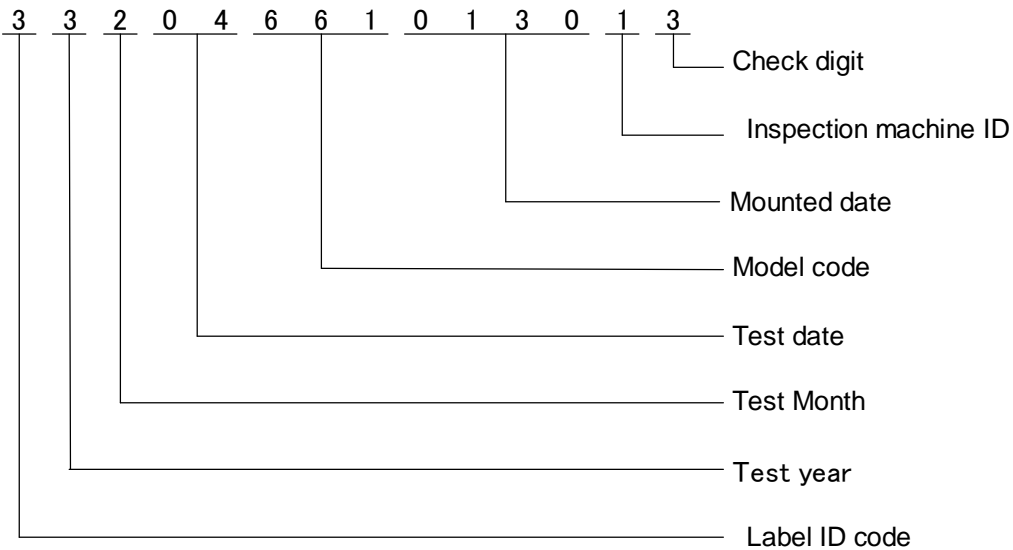 3 3 2 0 4 6 6 1 0 1 3 0 1 3
Check digit
Inspection machine ID
Mounted date
Model code
Test date
Test Month
Test year
Label ID code